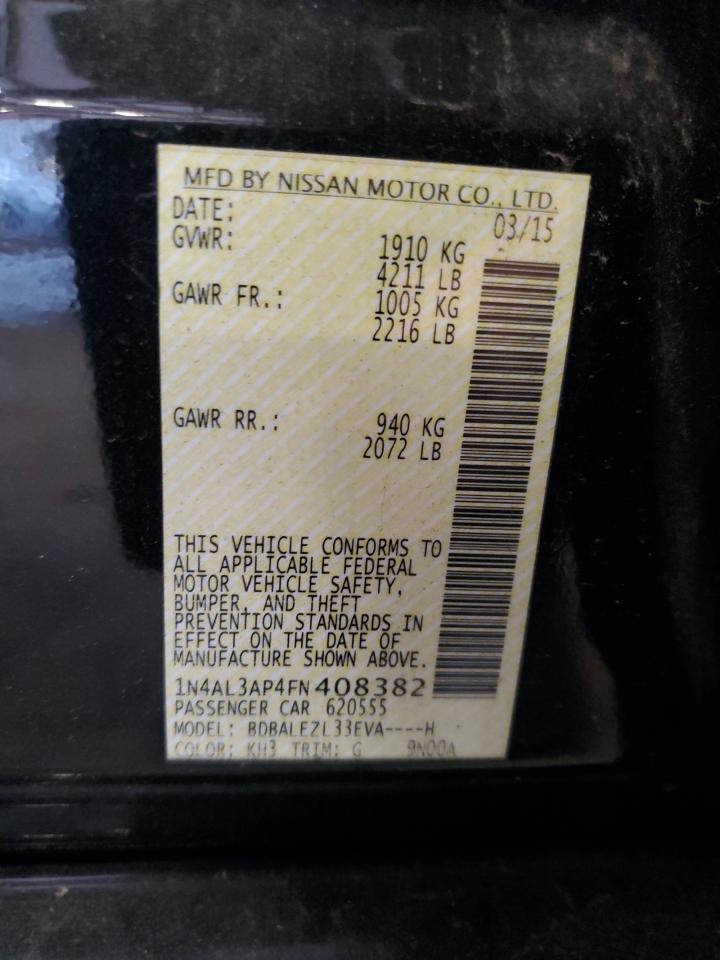 MFD BY NISSAN MOTOR CO., LTD.
DATE: 03/15
GVWR: 1910 KG
4211 LB
GAWR FR.: 1005 KG
2216 LB
GAWR RR.: 940 KG
2072 LB
THIS VEHICLE CONFORMS TO
ALL APPLICABLE FEDERAL
MOTOR VEHICLE SAFETY,
BUMPER, AND THEFT
PREVENTION STANDARDS IN
EFFECT ON THE DATE OF
MANUFACTURE SHOWN ABOVE.
1N4AL3AP4FN408382
PASSENGER CAR 620555
MODEL: BDBALEZL33EVA----H
COLOR: KH3 TRIM: G 9N00A